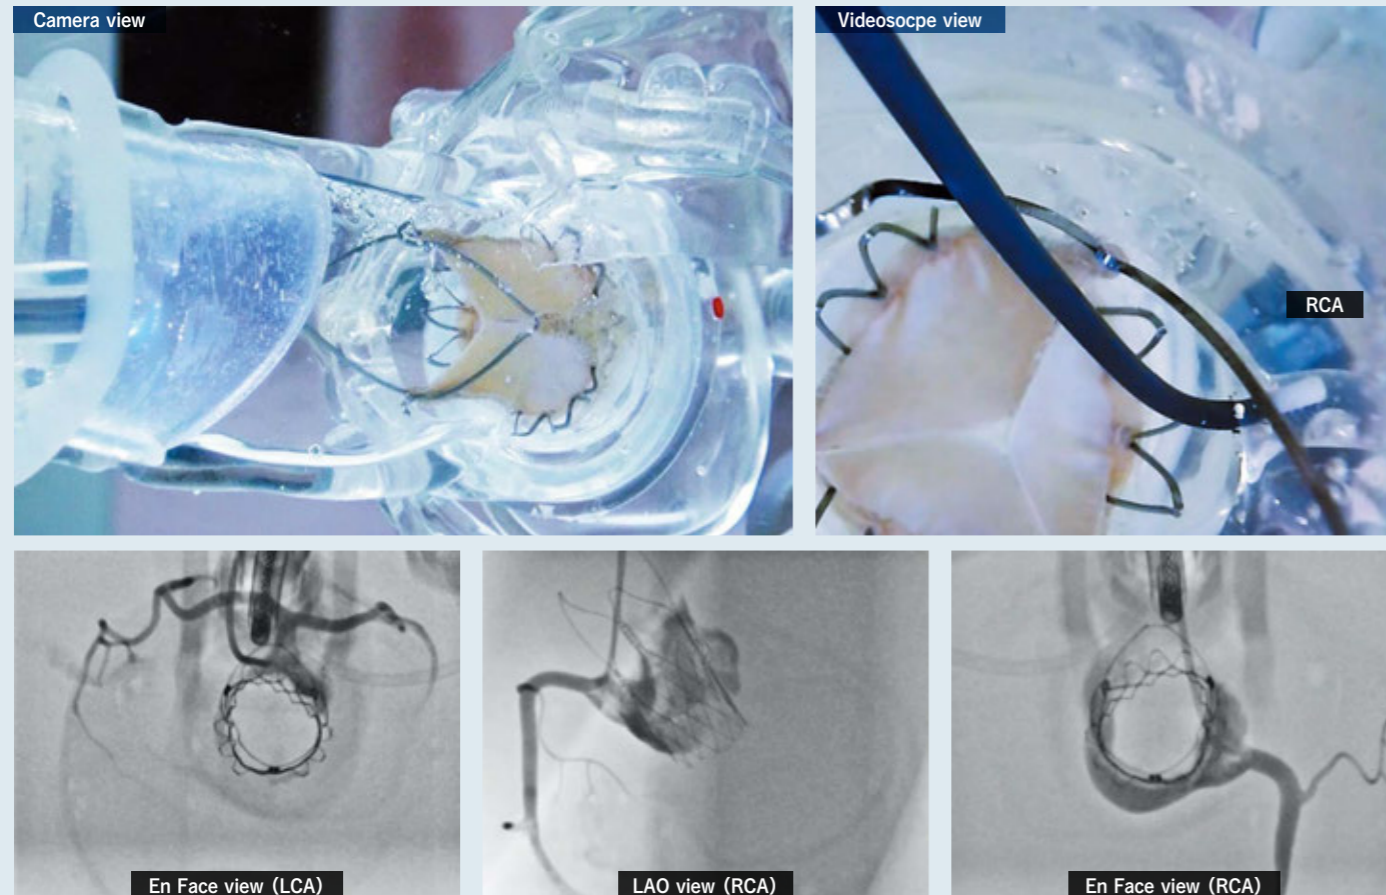 Camera view
Videosocpe view
RCA
En Face view (LCA)
LAO view (RCA)
En Face view (RCA)